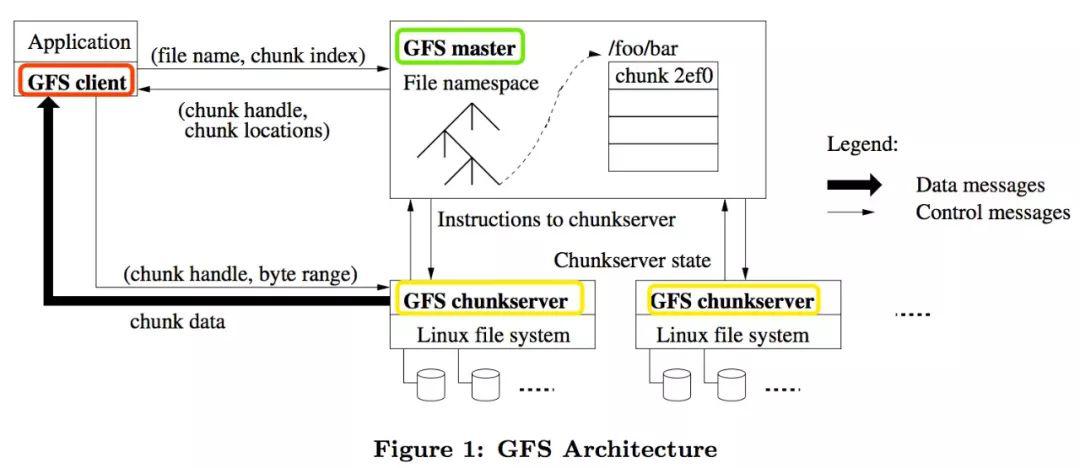 Application
GFS client
(file name, chunk index)
(chunk handle,
chunk locations)
GFS master
File namespace
/foo/bar
chunk 2ef0
Legend:
Data messages
Control messages
Instructions to chunkserver
Chunkserver state
(chunk handle, byte range)
chunk data
GFS chunkserver
Linux file system
GFS chunkserver
Linux file system
Figure 1: GFS Architecture